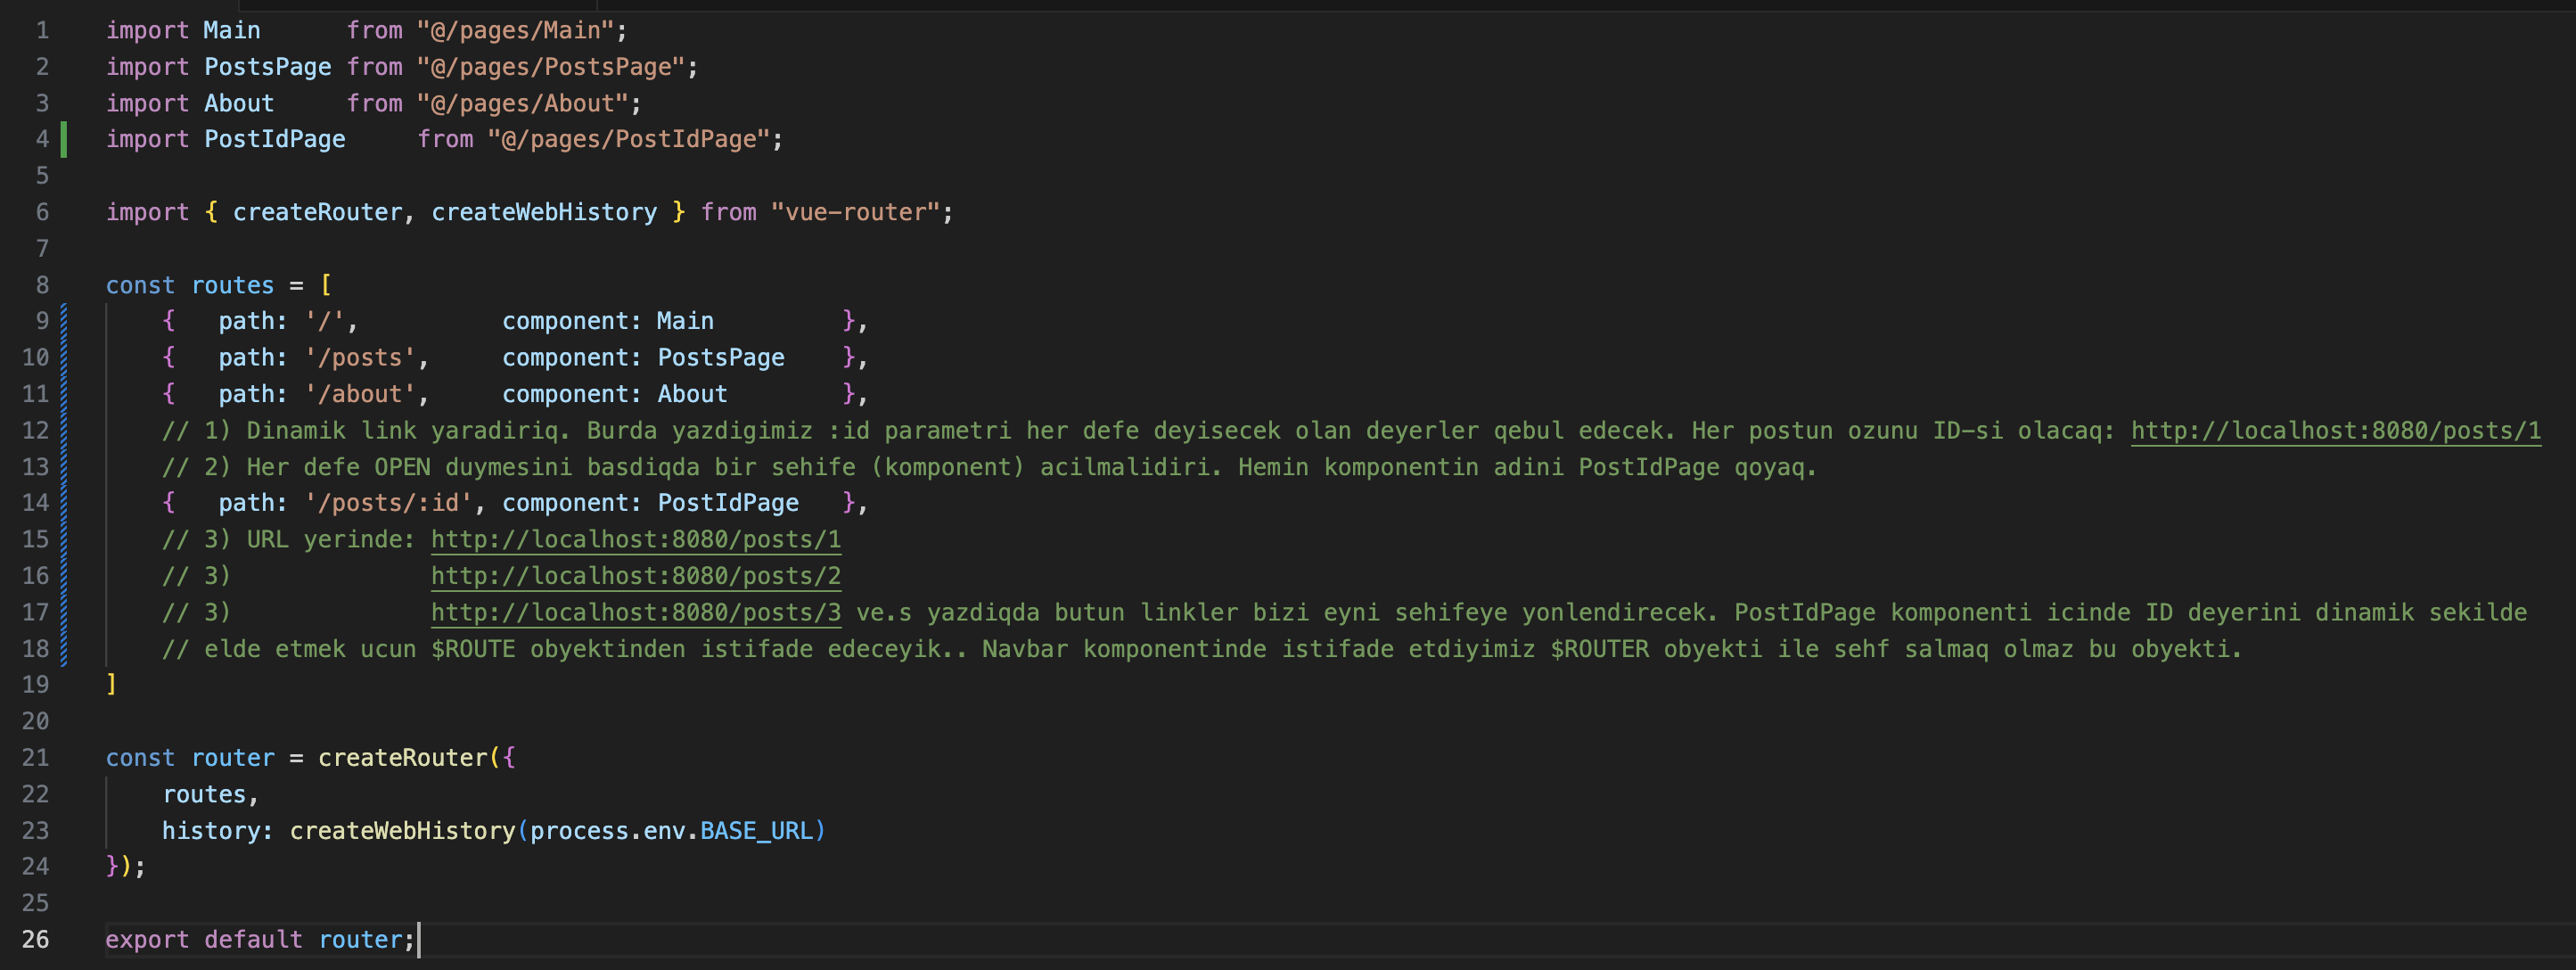 1 import Main      from "@/pages/Main";
2 import PostsPage from "@/pages/PostsPage";
3 import About     from "@/pages/About";
4 import PostIdPage     from "@/pages/PostIdPage";
5
6 import { createRouter, createWebHistory } from "vue-router";
7
8 const routes = [
9     {   path: '/',          component: Main         },
10     {   path: '/posts',     component: PostsPage    },
11     {   path: '/about',     component: About        },
12     // 1) Dinamik link yaradiriq. Burda yazdigimiz :id parametri her defe deyisecek olan deyerler qebul edecek. Her postun ozunu ID-si olacaq: http://localhost:8080/posts/1
13     // 2) Her defe OPEN duymesini basdiqda bir sehife (komponent) acilmalidiri. Hemin komponentin adini PostIdPage qoyaq.
14     {   path: '/posts/:id', component: PostIdPage   },
15     // 3) URL yerinde: http://localhost:8080/posts/1
16     // 3)              http://localhost:8080/posts/2
17     // 3)              http://localhost:8080/posts/3 ve.s yazdiqda butun linkler bizi eyni sehifeye yonlendirecek. PostIdPage komponenti icinde ID deyerini dinamik sekilde
18     // elde etmek ucun $ROUTE obyektinden istifade edeceyik.. Navbar komponentinde istifade etdiyimiz $ROUTER obyekti ile sehf salmaq olmaz bu obyekti.
19 ]
20
21 const router = createRouter({
22     routes,
23     history: createWebHistory(process.env.BASE_URL)
24 });
25
26 export default router;